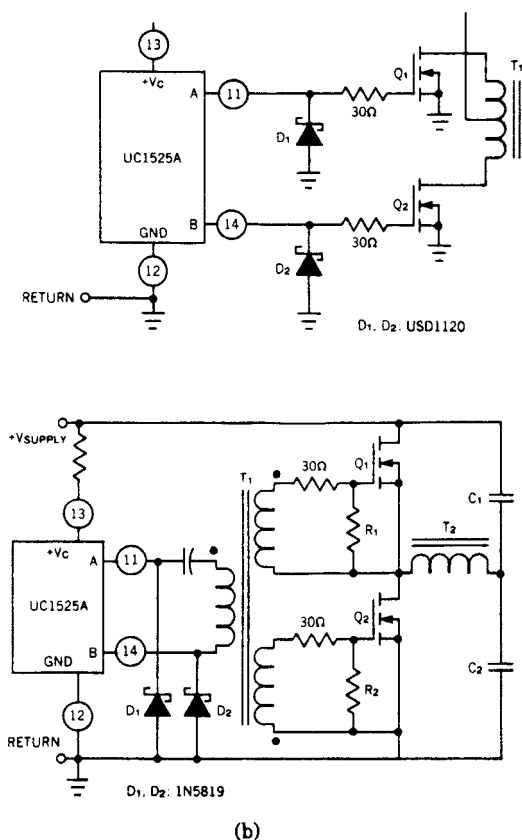 13
+VC
Q1
T1
A
11
30Ω
D1
UC1525A
Q2
B
14
30Ω
GND
D2
12
RETURN
D1, D2: USD1120
+VSUPPLY
Q1
T1
30Ω
C1
13
T2
+VC
R1
A
11
UC1525A
Q2
30Ω
B
14
C2
GND
R2
12
D1
D2
RETURN
D1, D2: 1N5819
(b)